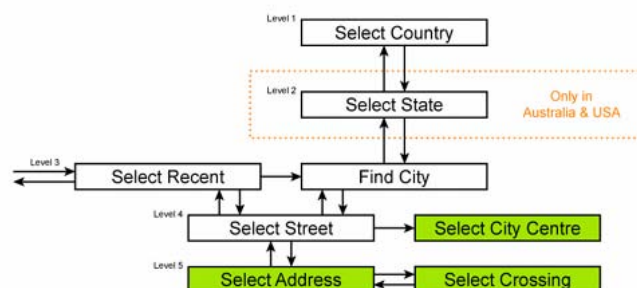 Level 1
Select Country
Level 2
Select State
Only in
Australia & USA
Level 3
Select Recent
Find City
Level 4
Select Street
Select City Centre
Level 5
Select Address
Select Crossing